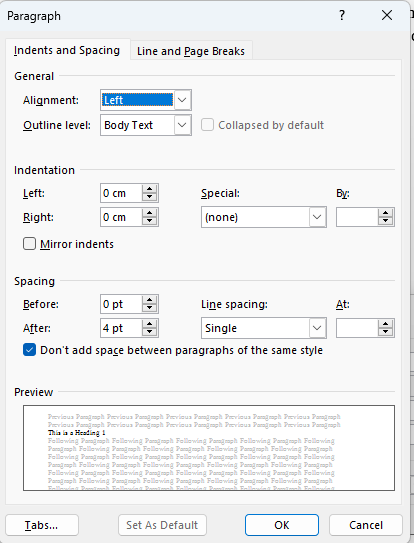 Paragraph ? ×
Indents and Spacing Line and Page Breaks
General
Alignment: Left
Outline level: Body Text Collapsed by default
Indentation
Left: 0 cm Special: By:
Right: 0 cm (none)
Mirror indents
Spacing
Before: 0 pt Line spacing: At:
After: 4 pt Single
Don't add space between paragraphs of the same style
Preview
Previous Paragraph Previous Paragraph Previous Paragraph Previous Paragraph Previous Paragraph
Previous Paragraph Previous Paragraph Previous Paragraph Previous Paragraph Previous Paragraph
This is a Heading 1
Following Paragraph Following Paragraph Following Paragraph Following Paragraph Following
Paragraph Following Paragraph Following Paragraph Following Paragraph Following Paragraph
Following Paragraph Following Paragraph Following Paragraph Following Paragraph Following
Paragraph Following Paragraph Following Paragraph Following Paragraph Following Paragraph
Following Paragraph Following Paragraph Following Paragraph Following Paragraph Following
Paragraph Following Paragraph Following Paragraph Following Paragraph Following Paragraph
Following Paragraph Following Paragraph Following Paragraph Following Paragraph Following
Tabs... Set As Default OK Cancel